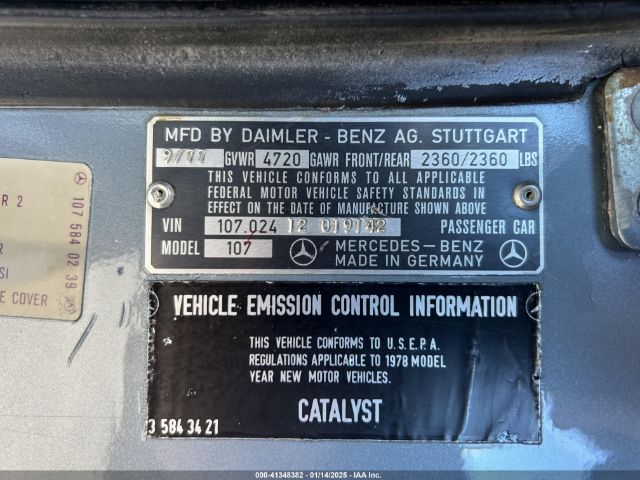 MFD BY DAIMLER - BENZ AG. STUTTGART
9/77 GVWR 4720 GAWR FRONT/REAR 2360/2360 LBS
THIS VEHICLE CONFORMS TO ALL APPLICABLE
FEDERAL MOTOR VEHICLE SAFETY STANDARDS IN
EFFECT ON THE DATE OF MANUFACTURE SHOWN ABOVE
VIN 107.024 12 019142 PASSENGER CAR
MODEL 107 MERCEDES-BENZ
MADE IN GERMANY
R 2
R
SI
E COVER
107 584 02 39
VEHICLE EMISSION CONTROL INFORMATION
THIS VEHICLE CONFORMS TO U.S.E.P.A.
REGULATIONS APPLICABLE TO 1978 MODEL
YEAR NEW MOTOR VEHICLES.
CATALYST
3 584 34 21
000-41348382 - 01/14/2025 - IAA Inc.